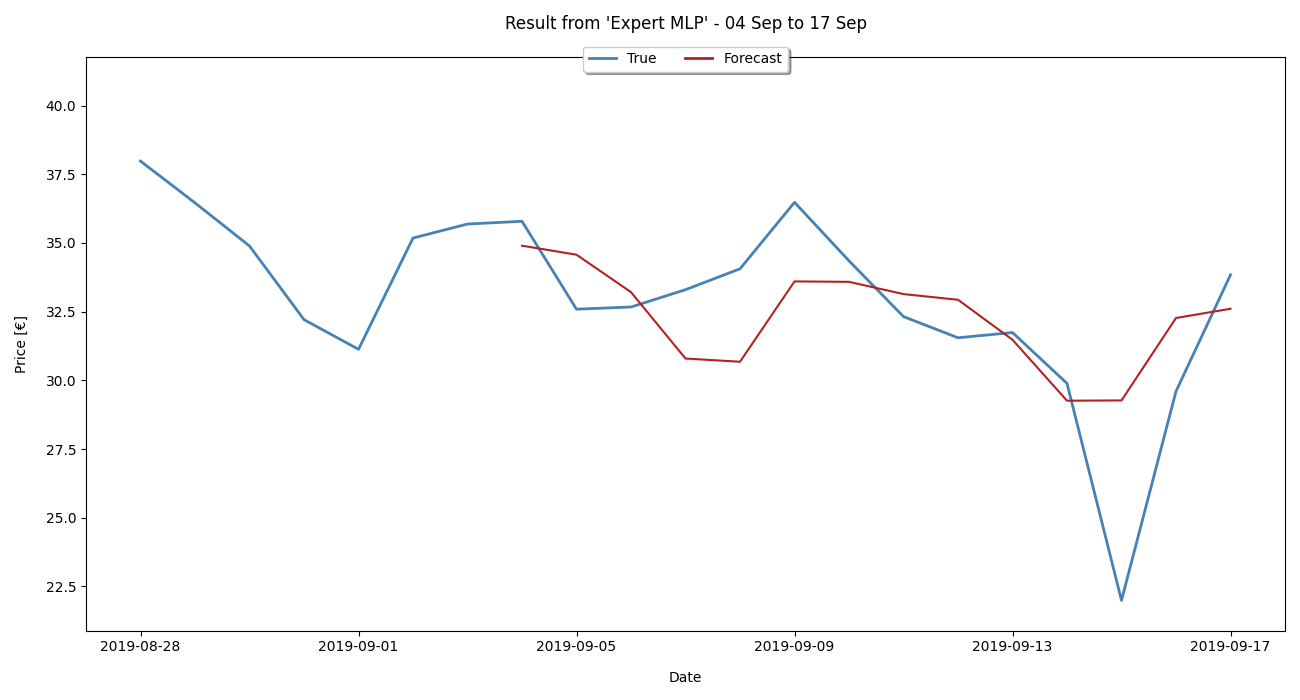 Result from 'Expert MLP' - 04 Sep to 17 Sep
True Forecast
40.0
37.5
35.0
32.5
30.0
27.5
25.0
22.5
Price [€]
2019-08-28 2019-09-01 2019-09-05 2019-09-09 2019-09-13 2019-09-17
Date